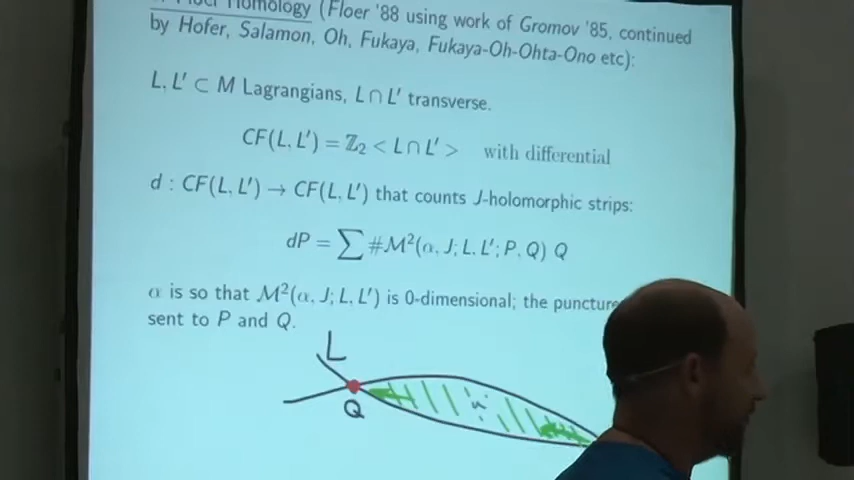 Homology (Floer '88 using work of Gromov '85, continued
by Hofer, Salamon, Oh, Fukaya, Fukaya-Oh-Ohta-Ono etc):
L, L′ ⊂ M Lagrangians, L ∩ L′ transverse.
CF(L, L′) = ℤ₂ < L ∩ L′ > with differential
d : CF(L, L′) → CF(L, L′) that counts J-holomorphic strips:
dP = ∑ #ℳ²(α, J; L, L′; P, Q) Q
α is so that ℳ²(α, J; L, L′) is 0-dimensional; the puncture
sent to P and Q.
L
u
Q